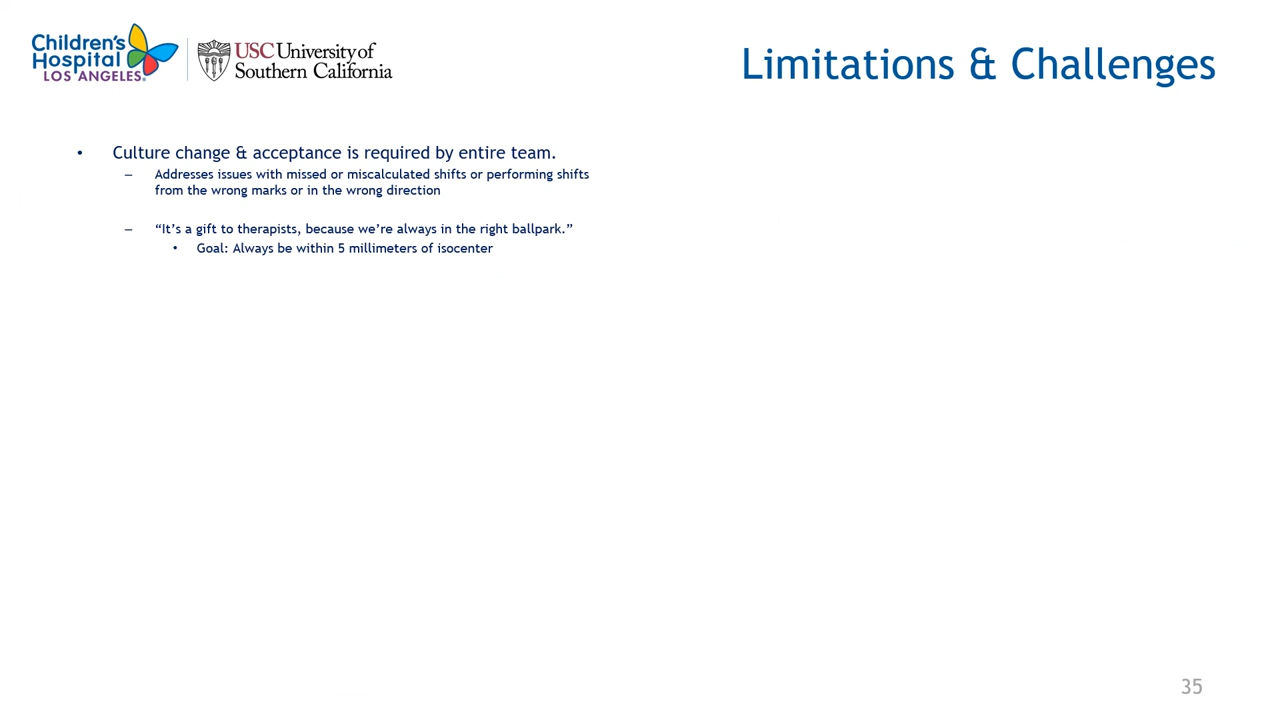 Children's
Hospital
LOS ANGELES®
USC University of
Southern California
Limitations & Challenges
• Culture change & acceptance is required by entire team.
– Addresses issues with missed or miscalculated shifts or performing shifts
from the wrong marks or in the wrong direction
– “It’s a gift to therapists, because we’re always in the right ballpark.”
• Goal: Always be within 5 millimeters of isocenter
35